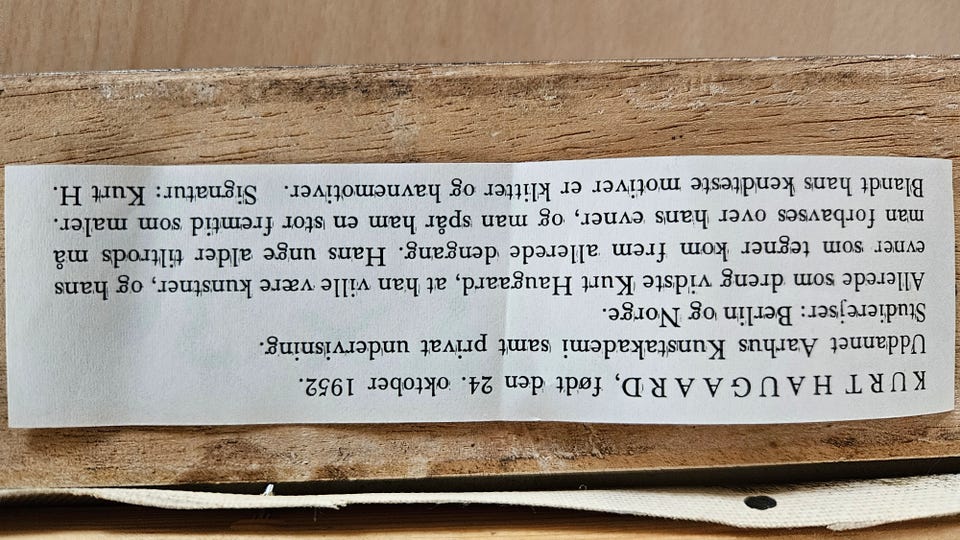 KURT HAUGAARD, født den 24. oktober 1952.
Uddannet Aarhus Kunstakademi samt privat undervisning.
Studierejser: Berlin og Norge.
Allerede som dreng vidste Kurt Haugaard, at han ville være kunstner, og hans
evner som tegner kom frem allerede dengang. Hans unge alder tiltrods må
man forbavses over hans evner, og man spår ham en stor fremtid som maler.
Blandt hans kendteste motiver er klitter og havnemotiver. Signatur: Kurt H.